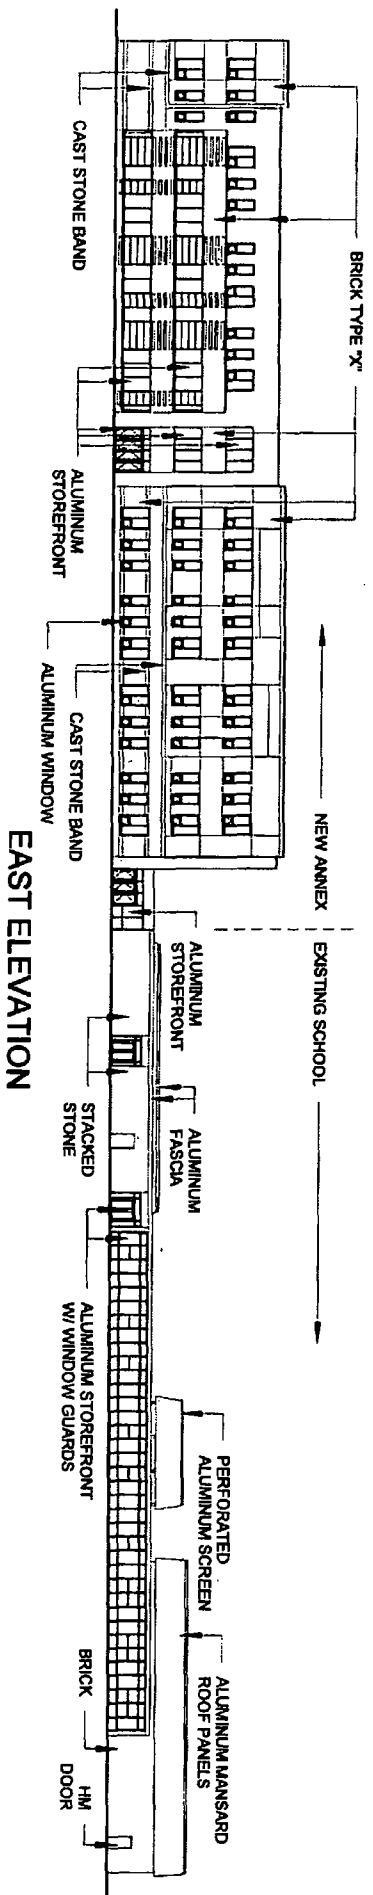 BRICK TYPE "X"
NEW ANNEX
EXISTING SCHOOL
PERFORATED
ALUMINUM SCREEN
ALUMINUM MANSARD
ROOF PANELS
ALUMINUM
STOREFRONT
ALUMINUM
FASCIA
CAST STONE BAND
ALUMINUM
STOREFRONT
ALUMINUM WINDOW
CAST STONE BAND
STACKED
STONE
ALUMINUM STOREFRONT
W/ WINDOW GUARDS
BRICK
HM
DOOR
EAST ELEVATION